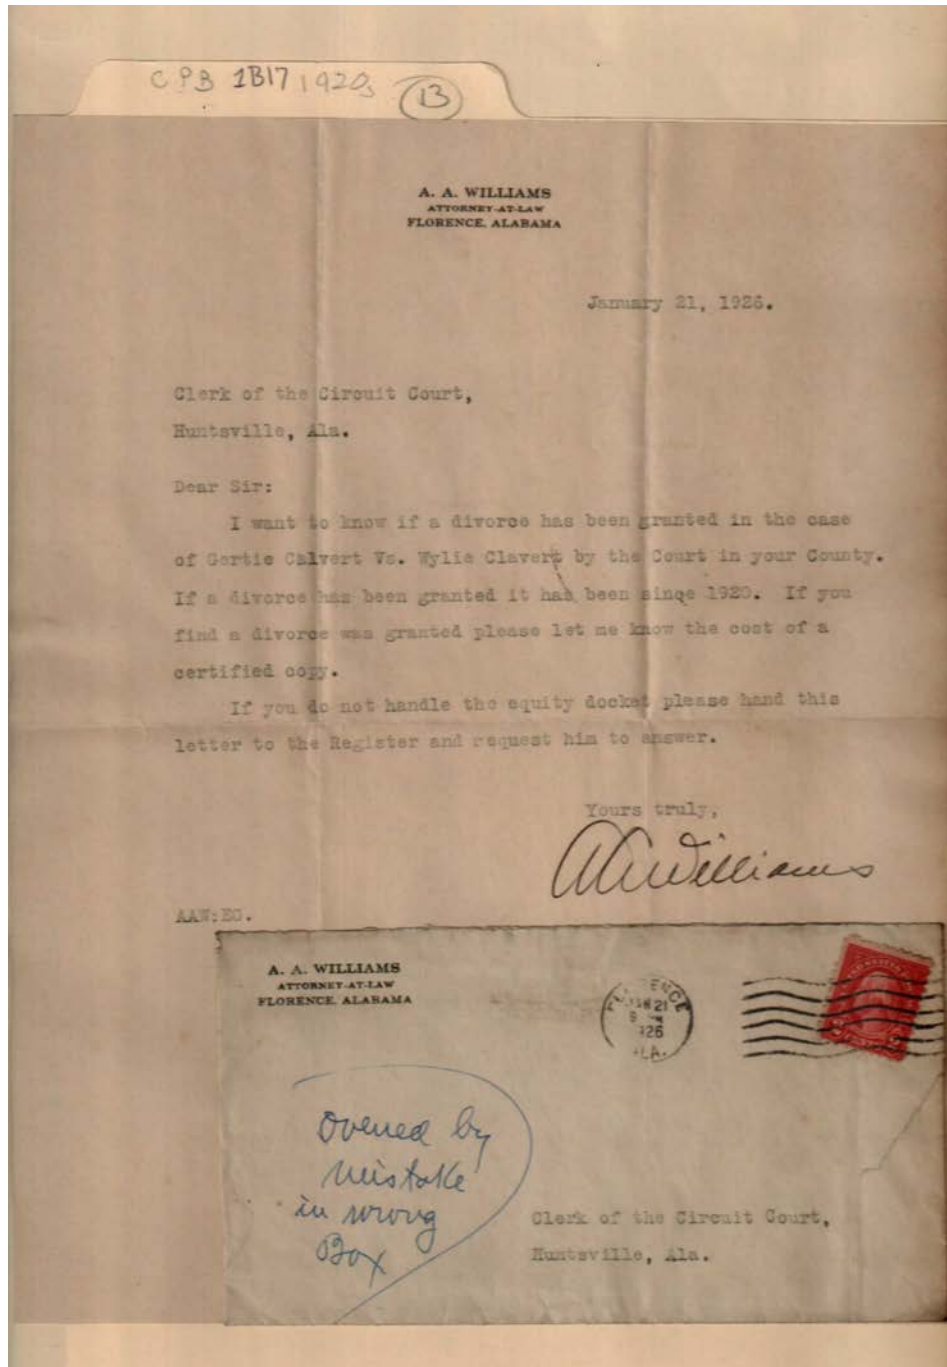 CPB 1B17 1920s 13
A. A. WILLIAMS
ATTORNEY-AT-LAW
FLORENCE, ALABAMA
January 21, 1926.
Clerk of the Circuit Court,
Huntsville, Ala.
Dear Sir:
I want to know if a divorce has been granted in the case
of Gertie Calvert Vs. Wylie Clavert by the Court in your County.
If a divorce has been granted it has been since 1920. If you
find a divorce was granted please let me know the cost of a
certified copy.
If you do not handle the equity docket please hand this
letter to the Register and request him to answer.
Yours truly,
AAWilliams
AAW:EG.
A. A. WILLIAMS
ATTORNEY-AT-LAW
FLORENCE, ALABAMA
FLORENCE
JAN 21
1926
ALA.
Opened by
mistake
in wrong
Box
Clerk of the Circuit Court,
Huntsville, Ala.